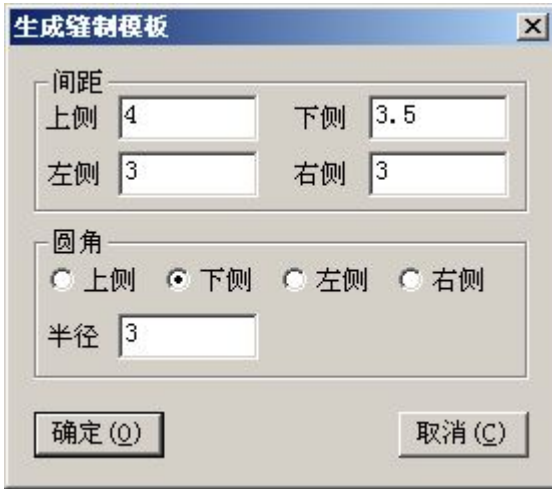 生成缝制模板
间距
上侧 4 下侧 3.5
左侧 3 右侧 3
圆角
上侧 下侧 左侧 右侧
半径 3
确定(O) 取消(C)